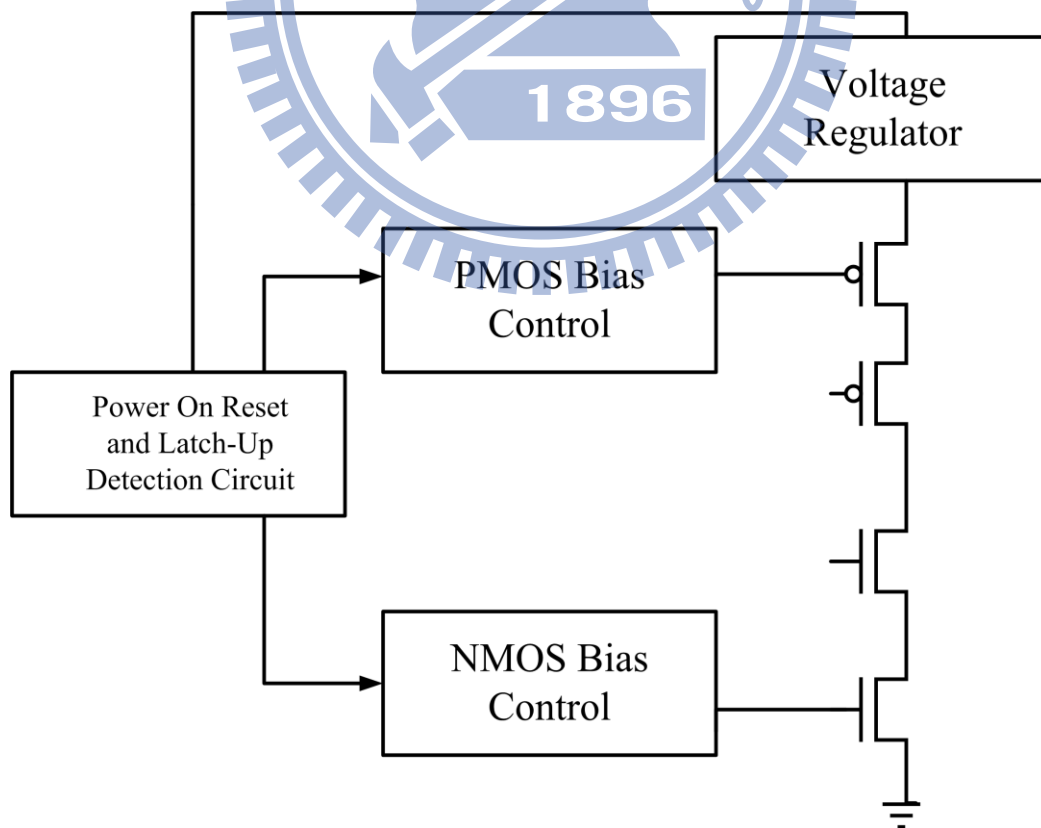 1896
Voltage
Regulator
PMOS Bias
Control
Power On Reset
and Latch-Up
Detection Circuit
NMOS Bias
Control